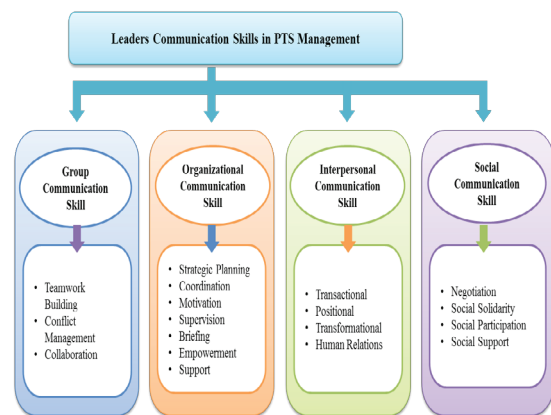 Leaders Communication Skills in PTS Management
Group
Communication
Skill
• Teamwork
Building
• Conflict
Management
• Collaboration
Organizational
Communication
Skill
• Strategic Planning
• Coordination
• Motivation
• Supervision
• Briefing
• Empowerment
• Support
Interpersonal
Communication
Skill
• Transactional
• Positional
• Transformational
• Human Relations
Social
Communication
Skill
• Negotiation
• Social Solidarity
• Social Participation
• Social Support